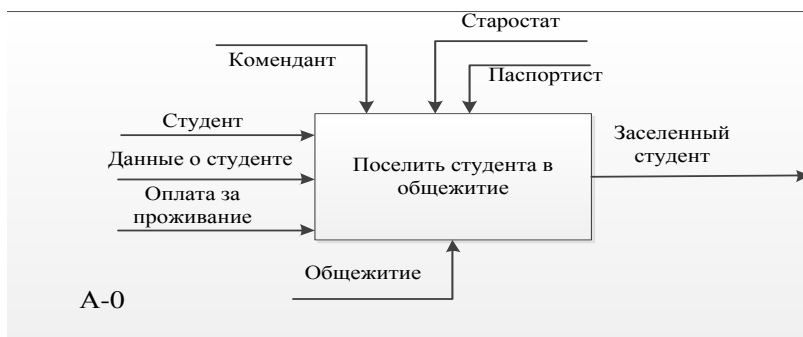 Старостат
Комендант
Паспортист
Студент
Данные о студенте
Оплата за
проживание
Поселить студента в
общежитие
Заселенный
студент
Общежитие
А-0